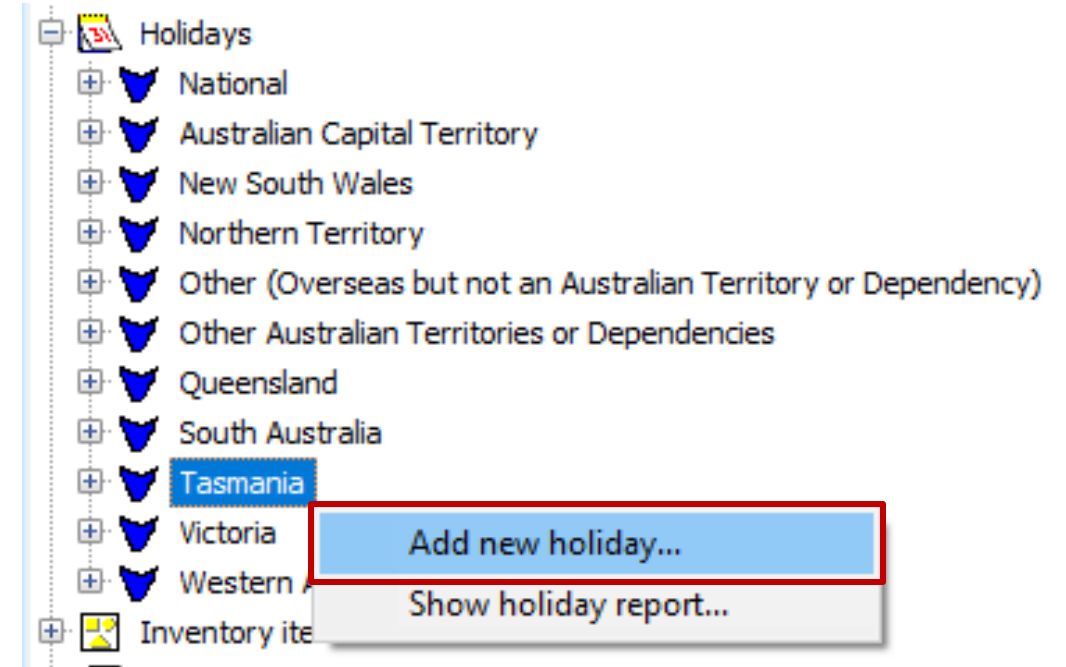 Holidays
National
Australian Capital Territory
New South Wales
Northern Territory
Other (Overseas but not an Australian Territory or Dependency)
Other Australian Territories or Dependencies
Queensland
South Australia
Tasmania
Victoria
Add new holiday...
Western
Show holiday report...
Inventory ite